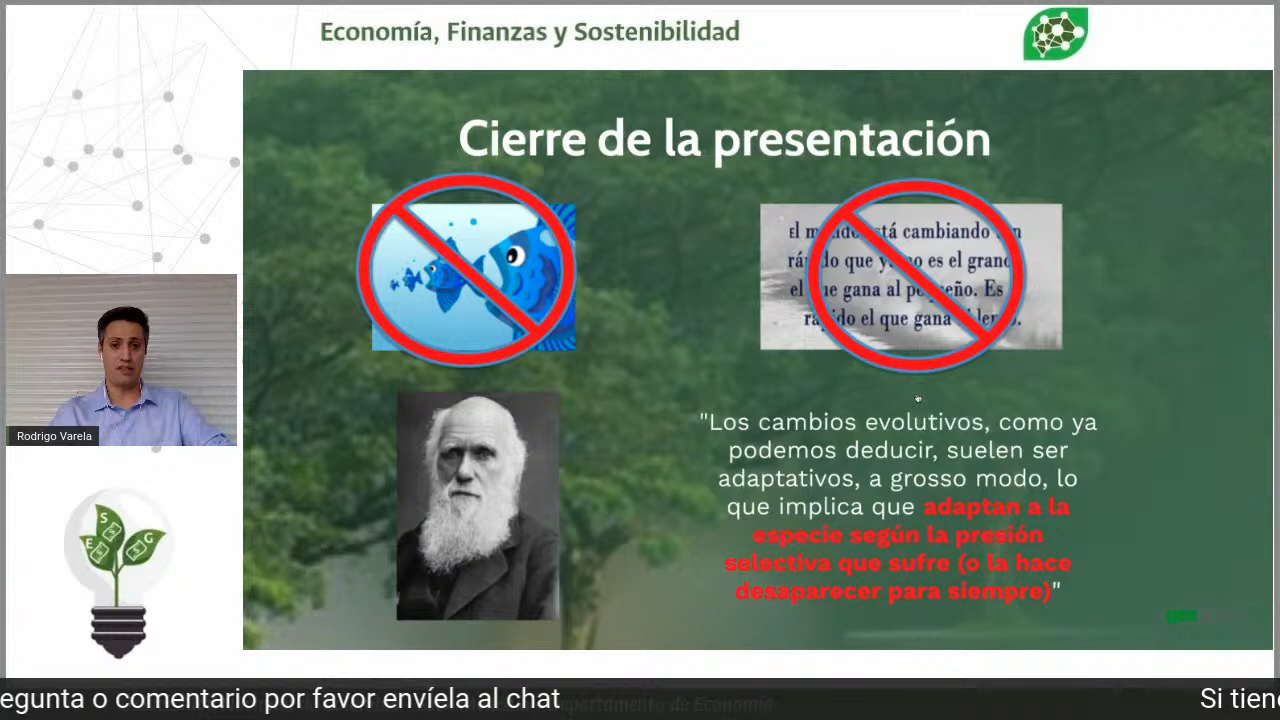 Economía, Finanzas y Sostenibilidad
Cierre de la presentación
El mundo está cambiando tan
rápido que ya no es el grande
el que gana al pequeño. Es el
rápido el que gana al lento.
"Los cambios evolutivos, como ya
podemos deducir, suelen ser
adaptativos, a grosso modo, lo
que implica que adaptan a la
especie según la presión
selectiva que sufre (o la hace
desaparecer para siempre)"
Rodrigo Varela
S
E
G
Departamento de Economía
egunta o comentario por favor envíela al chat
Si tien